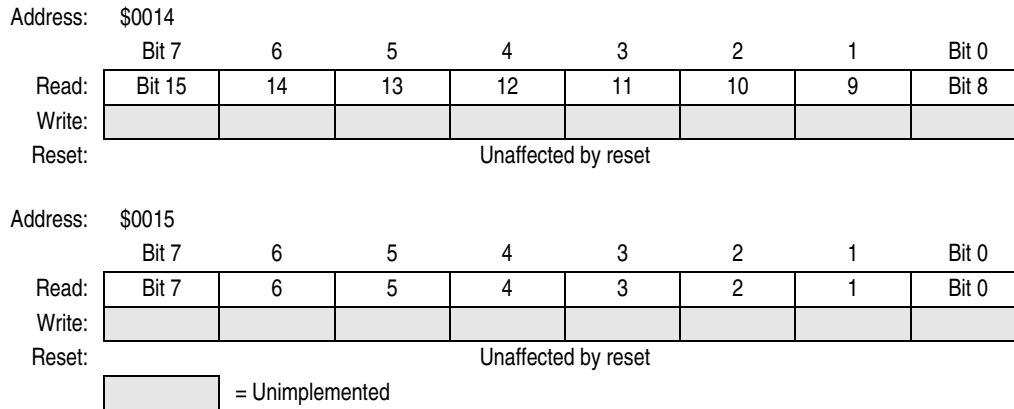 Address: $0014
Bit 7 6 5 4 3 2 1 Bit 0
Read: Bit 15 14 13 12 11 10 9 Bit 8
Write:
Reset: Unaffected by reset
Address: $0015
Bit 7 6 5 4 3 2 1 Bit 0
Read: Bit 7 6 5 4 3 2 1 Bit 0
Write:
Reset: Unaffected by reset
= Unimplemented